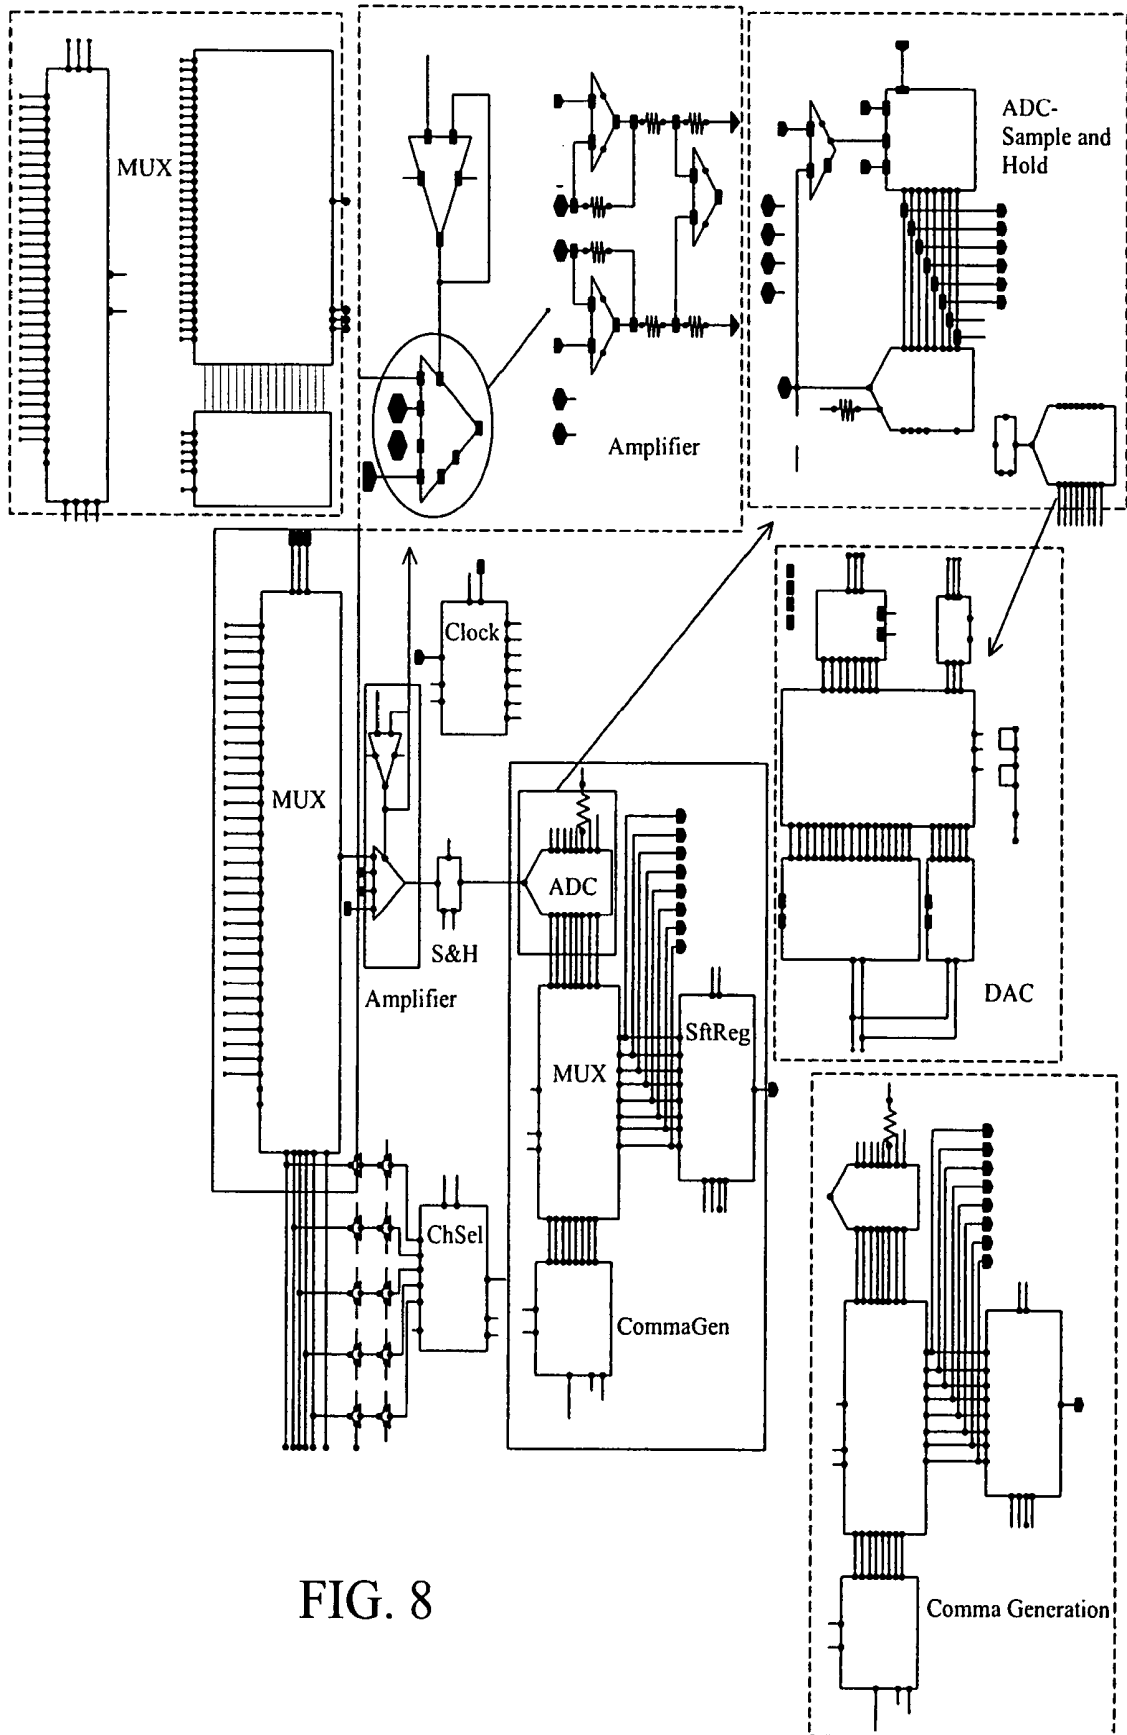 MUX
Amplifier
ADC-
Sample and
Hold
Clock
MUX
ADC
S&H
Amplifier
DAC
SftReg
MUX
ChSel
CommaGen
Comma Generation
FIG. 8